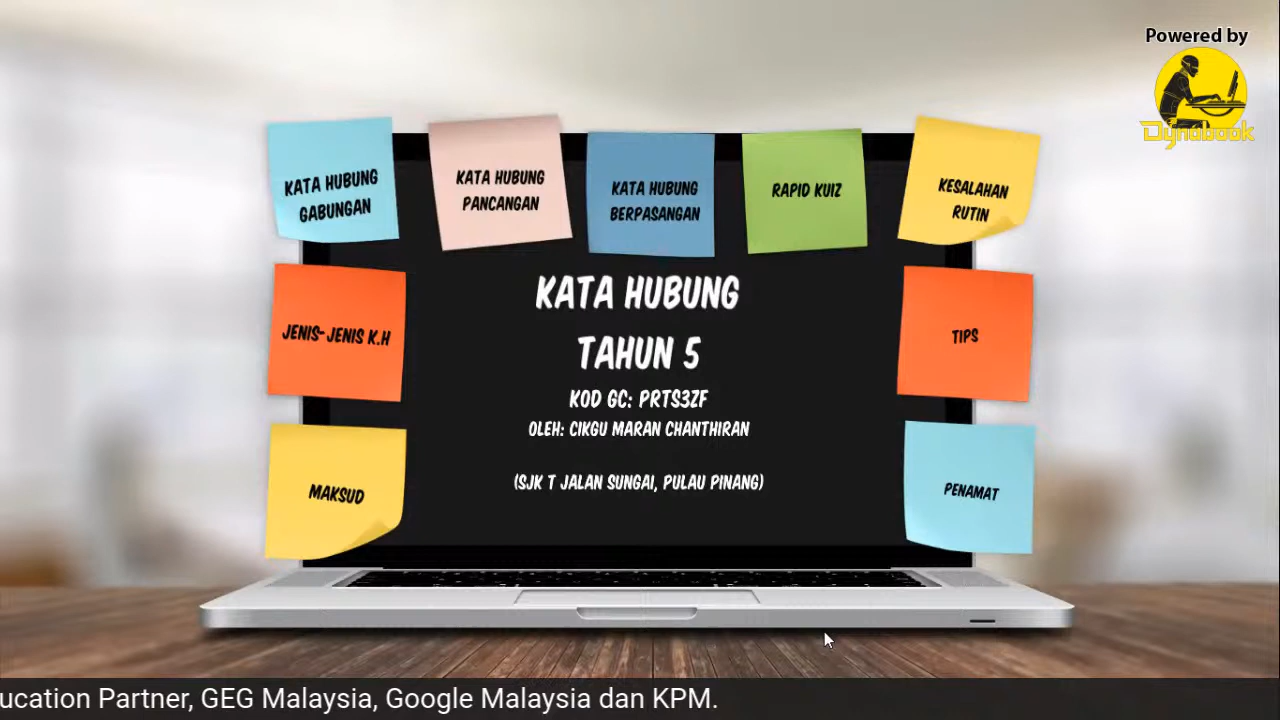 Powered by
Dynabook
KATA HUBUNG
GABUNGAN
KATA HUBUNG
PANCANGAN
KATA HUBUNG
BERPASANGAN
RAPID KUIZ
KESALAHAN
RUTIN
JENIS-JENIS K.H
MAKSUD
KATA HUBUNG
TAHUN 5
KOD GC: PRTS3ZF
OLEH: CIKGU MARAN CHANTHIRAN
(SJK T JALAN SUNGAI, PULAU PINANG)
TIPS
PENAMAT
ucation Partner, GEG Malaysia, Google Malaysia dan KPM.